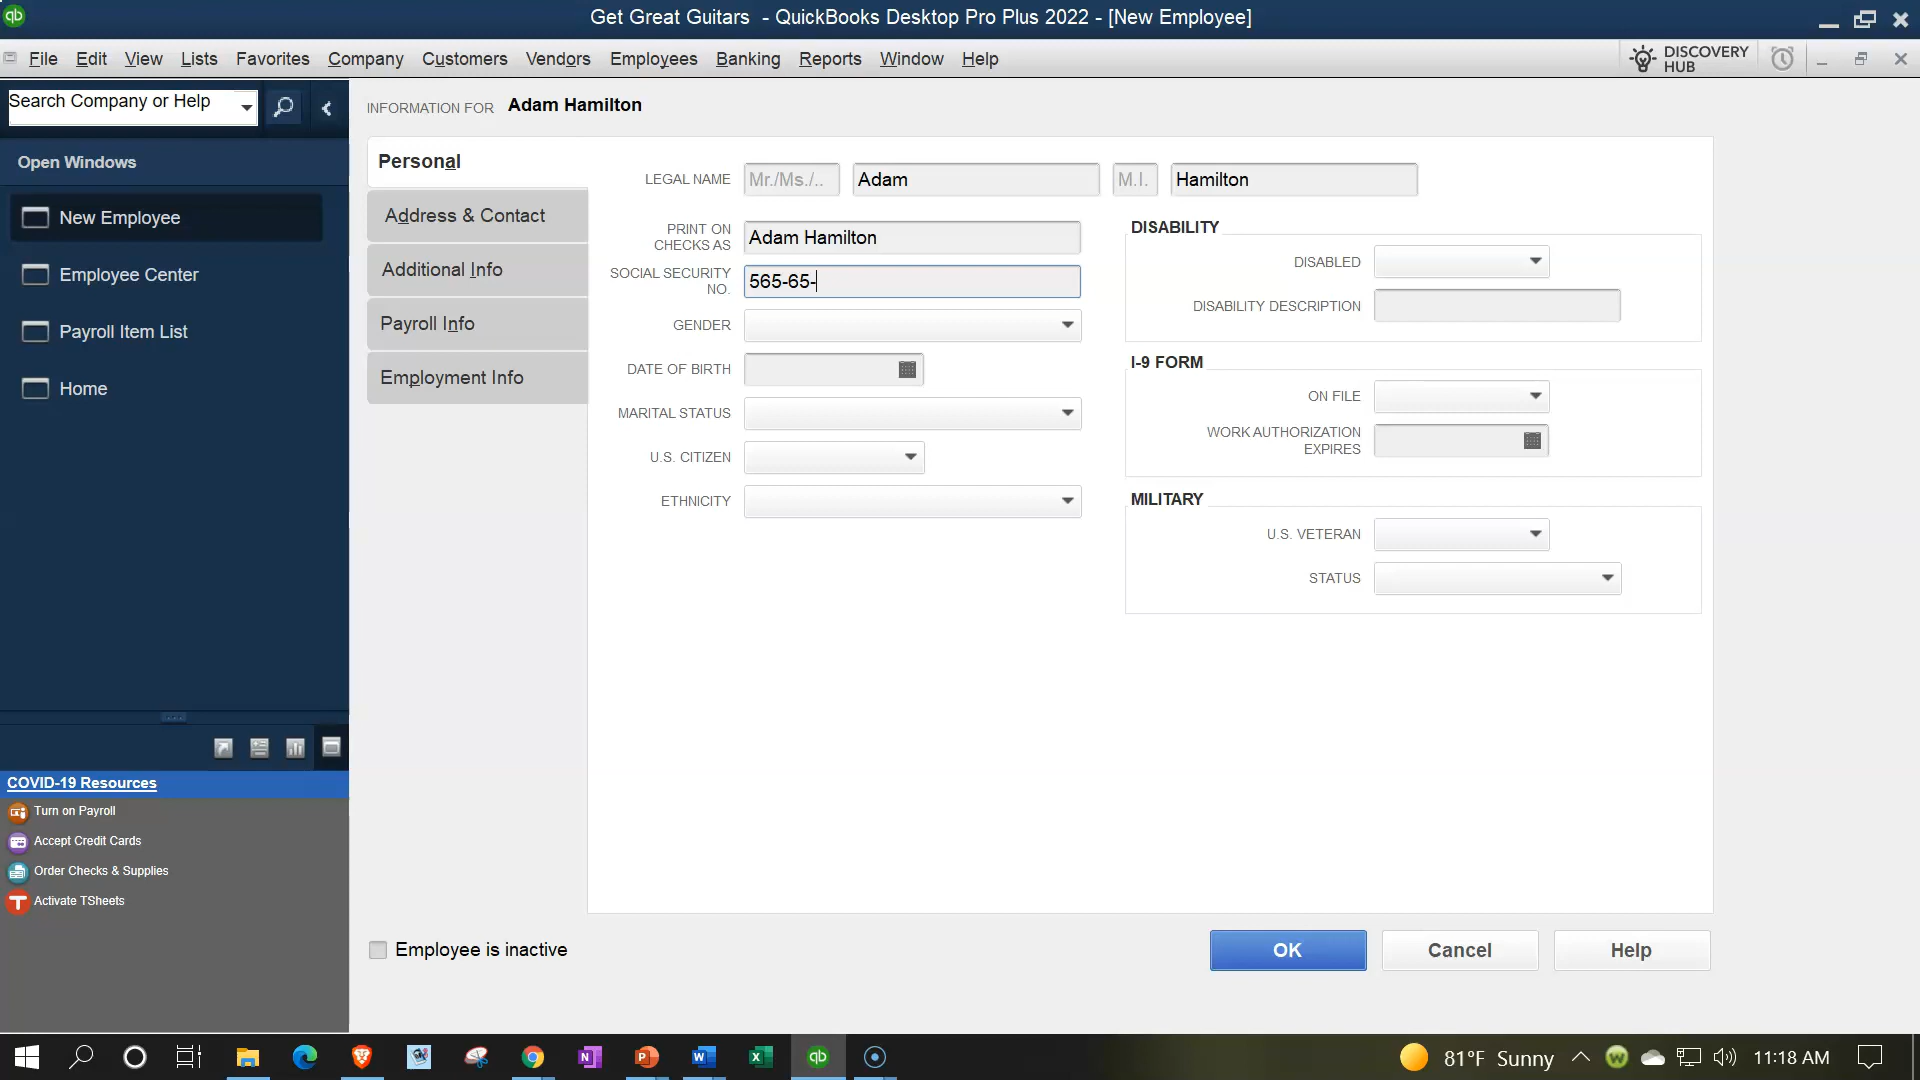 Get Great Guitars - QuickBooks Desktop Pro Plus 2022 - [New Employee]
File Edit View Lists Favorites Company Customers Vendors Employees Banking Reports Window Help
DISCOVERY HUB
Search Company or Help
INFORMATION FOR Adam Hamilton
Open Windows
New Employee
Employee Center
Payroll Item List
Home
Personal
Address & Contact
Additional Info
Payroll Info
Employment Info
LEGAL NAME Mr./Ms./.. Adam M.I. Hamilton
PRINT ON CHECKS AS Adam Hamilton
SOCIAL SECURITY NO. 565-65-
GENDER
DATE OF BIRTH
MARITAL STATUS
U.S. CITIZEN
ETHNICITY
DISABILITY
DISABLED
DISABILITY DESCRIPTION
I-9 FORM
ON FILE
WORK AUTHORIZATION EXPIRES
MILITARY
U.S. VETERAN
STATUS
COVID-19 Resources
Turn on Payroll
Accept Credit Cards
Order Checks & Supplies
Activate TSheets
Employee is inactive
OK Cancel Help
81°F Sunny 11:18 AM